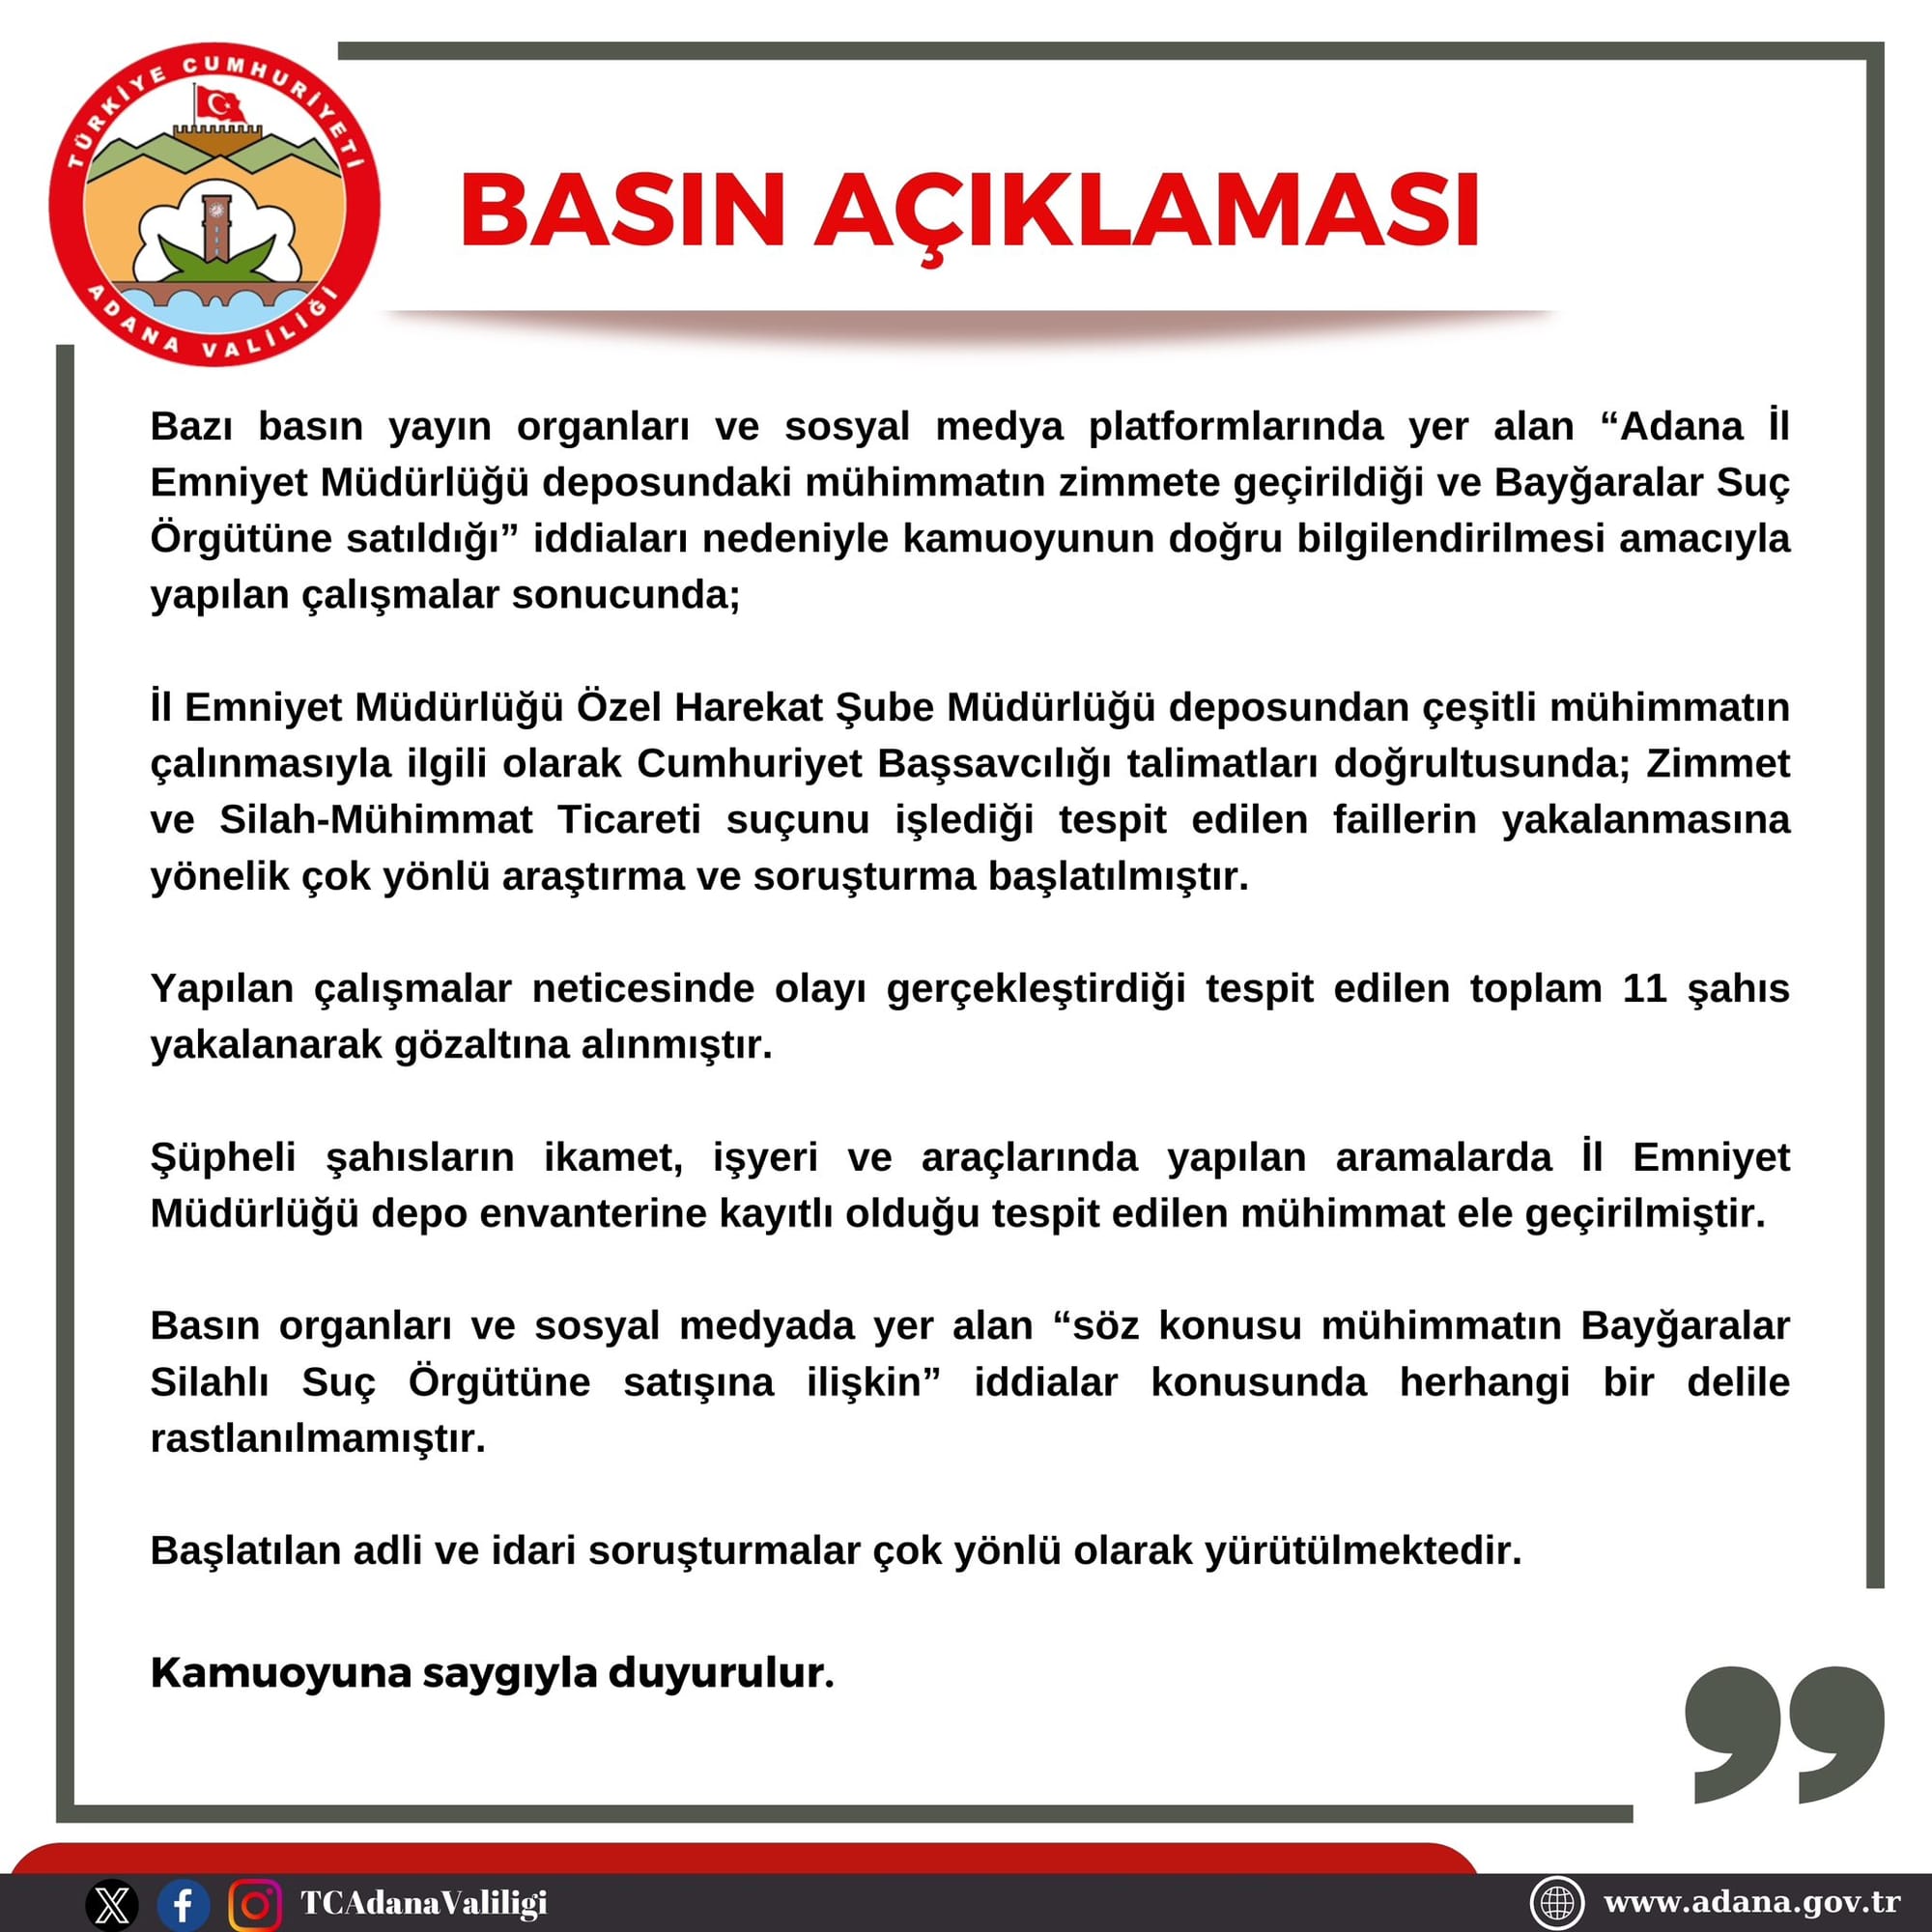 TÜRKİYE CUMHURİYETİ
ADANA VALİLİĞİ
BASIN AÇIKLAMASI
Bazı basın yayın organları ve sosyal medya platformlarında yer alan “Adana İl
Emniyet Müdürlüğü deposundaki mühimmatın zimmete geçirildiği ve Bayğaralar Suç
Örgütüne satıldığı” iddiaları nedeniyle kamuoyunun doğru bilgilendirilmesi amacıyla
yapılan çalışmalar sonucunda;
İl Emniyet Müdürlüğü Özel Harekat Şube Müdürlüğü deposundan çeşitli mühimmatın
çalınmasıyla ilgili olarak Cumhuriyet Başsavcılığı talimatları doğrultusunda; Zimmet
ve Silah-Mühimmat Ticareti suçunu işlediği tespit edilen faillerin yakalanmasına
yönelik çok yönlü araştırma ve soruşturma başlatılmıştır.
Yapılan çalışmalar neticesinde olayı gerçekleştirdiği tespit edilen toplam 11 şahıs
yakalanarak gözaltına alınmıştır.
Şüpheli şahısların ikamet, işyeri ve araçlarında yapılan aramalarda İl Emniyet
Müdürlüğü depo envanterine kayıtlı olduğu tespit edilen mühimmat ele geçirilmiştir.
Basın organları ve sosyal medyada yer alan “söz konusu mühimmatın Bayğaralar
Silahlı Suç Örgütüne satışına ilişkin” iddialar konusunda herhangi bir delile
rastlanılmamıştır.
Başlatılan adli ve idari soruşturmalar çok yönlü olarak yürütülmektedir.
Kamuoyuna saygıyla duyurulur.
TCAdanaValiligi
www.adana.gov.tr